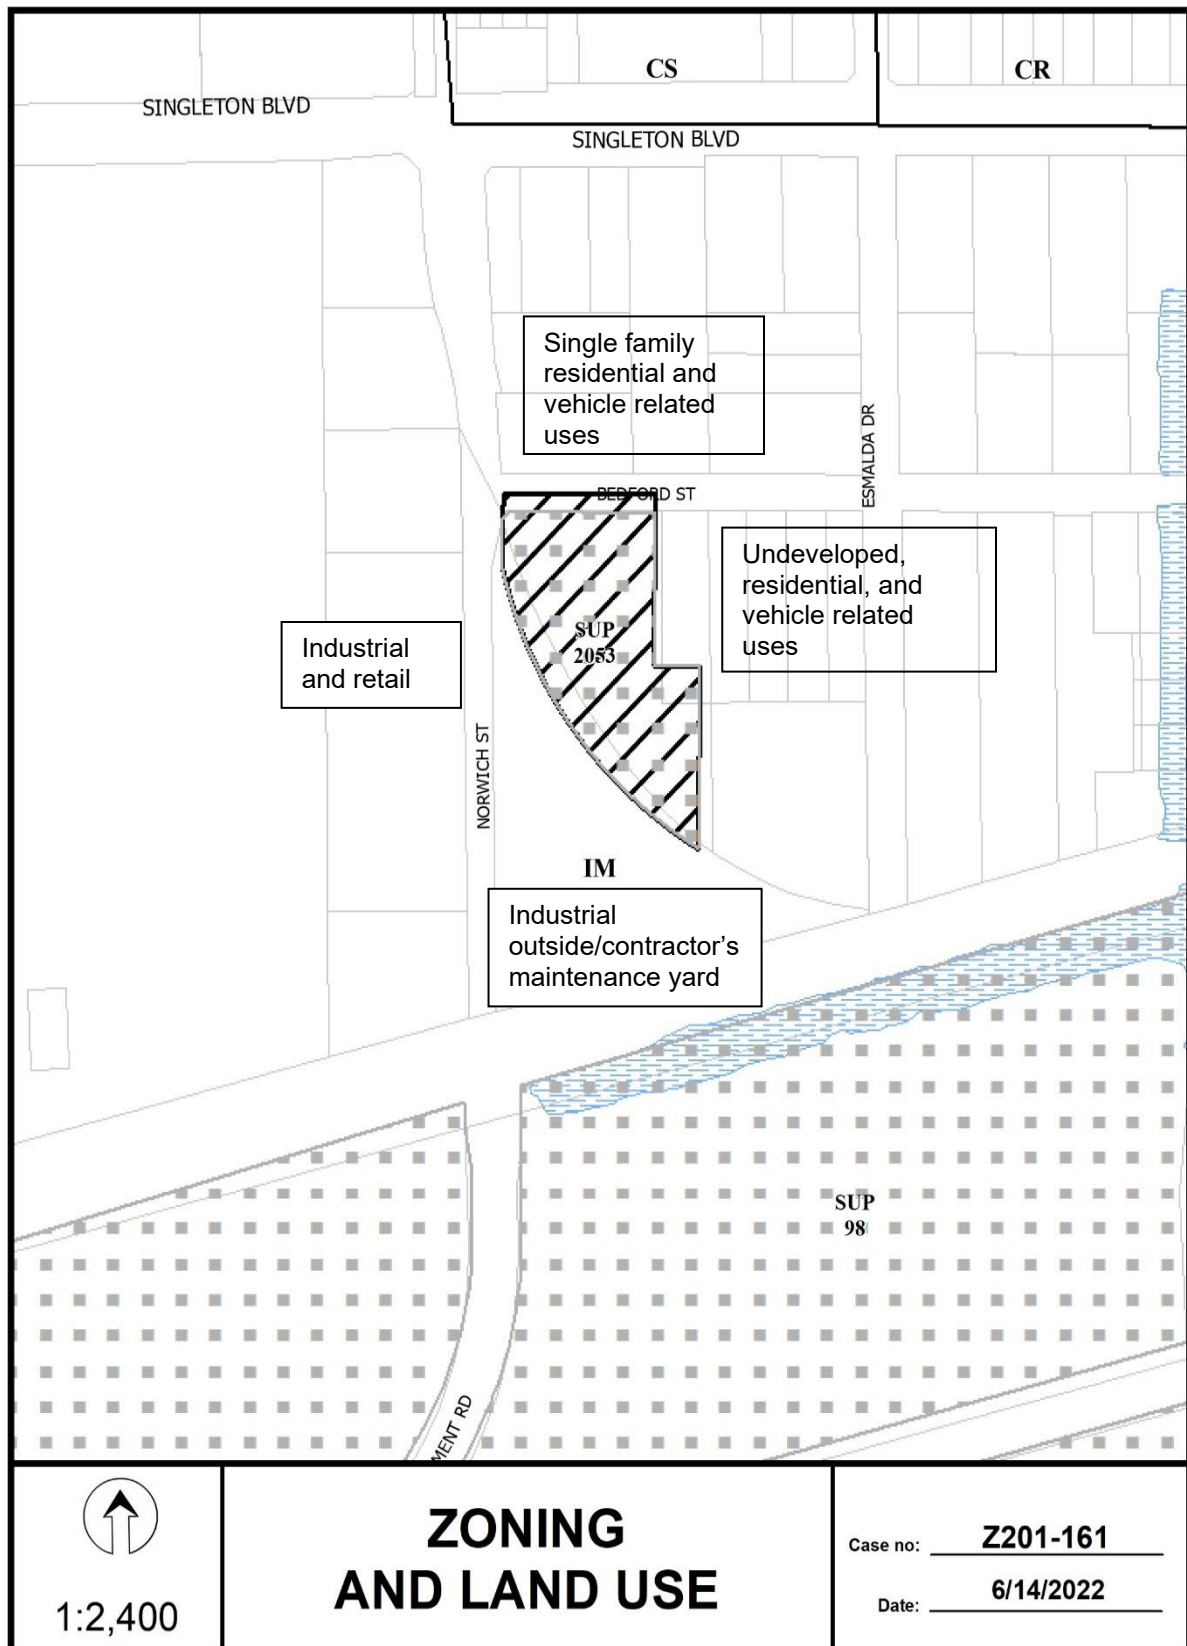 CS
CR
SINGLETON BLVD
SINGLETON BLVD
Single family
residential and
vehicle related
uses
ESMALDA DR
BEDFORD ST
Undeveloped,
residential, and
vehicle related
uses
SUP
2053
Industrial
and retail
NORWICH ST
IM
Industrial
outside/contractor's
maintenance yard
SUP
98
MENT RD
1:2,400
ZONING
AND LAND USE
Case no: Z201-161
Date: 6/14/2022